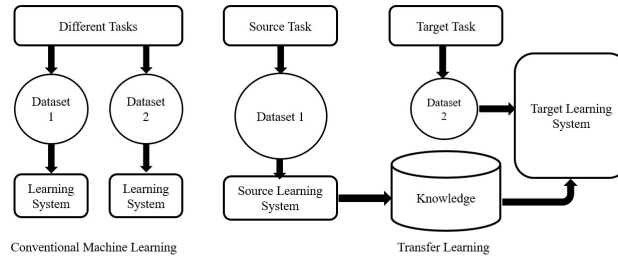 Different Tasks
Dataset
1
Dataset
2
Learning
System
Learning
System
Conventional Machine Learning
Source Task
Target Task
Dataset 1
Dataset
2
Target Learning
System
Source Learning
System
Knowledge
Transfer Learning